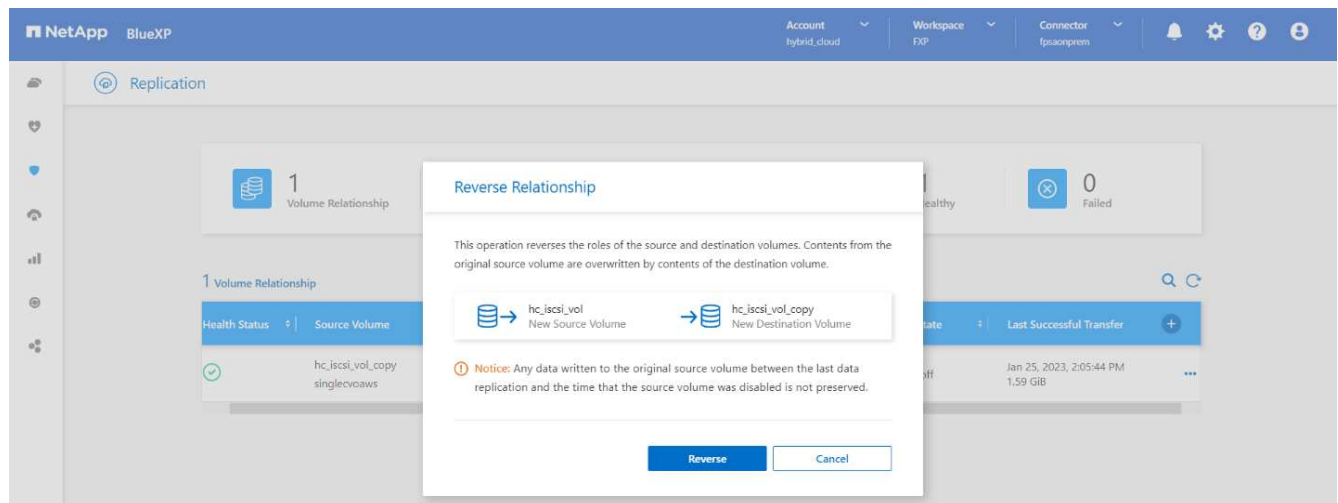 NetApp BlueXP
Account
hybrid_cloud
Workspace
FXP
Connector
fpsaonprem
Replication
1
Volume Relationship
0
Failed
Reverse Relationship
This operation reverses the roles of the source and destination volumes. Contents from the
original source volume are overwritten by contents of the destination volume.
hc_iscsi_vol
New Source Volume
hc_iscsi_vol_copy
New Destination Volume
Notice: Any data written to the original source volume between the last data
replication and the time that the source volume was disabled is not preserved.
Reverse Cancel
1 Volume Relationship
Health Status Source Volume Last Successful Transfer
hc_iscsi_vol_copy
singlecvoaws
Jan 25, 2023, 2:05:44 PM
1.59 GiB